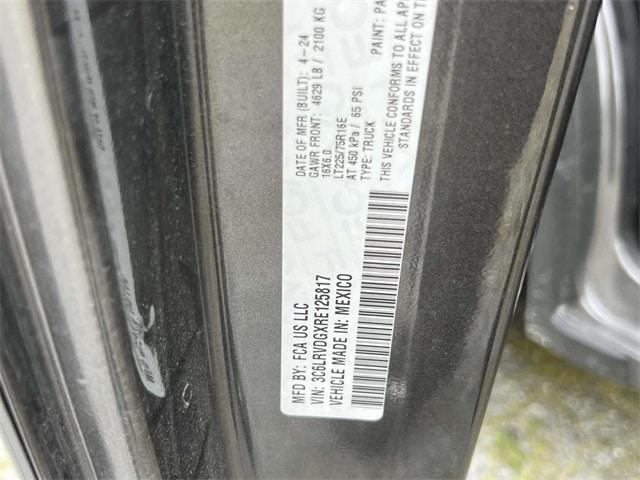 MFD BY: FCA US LLC
DATE OF MFR (BUILT): 4-24
GAWR FRONT: 4629 LB / 2100 KG
16X6.0
LT225/75R16E
AT 450 kPa / 65 PSI
TYPE: TRUCK
PAINT:
THIS VEHICLE CONFORMS TO ALL
STANDARDS IN EFFECT ON
VIN: 3C6LRVDGXRE125817
VEHICLE MADE IN: MEXICO